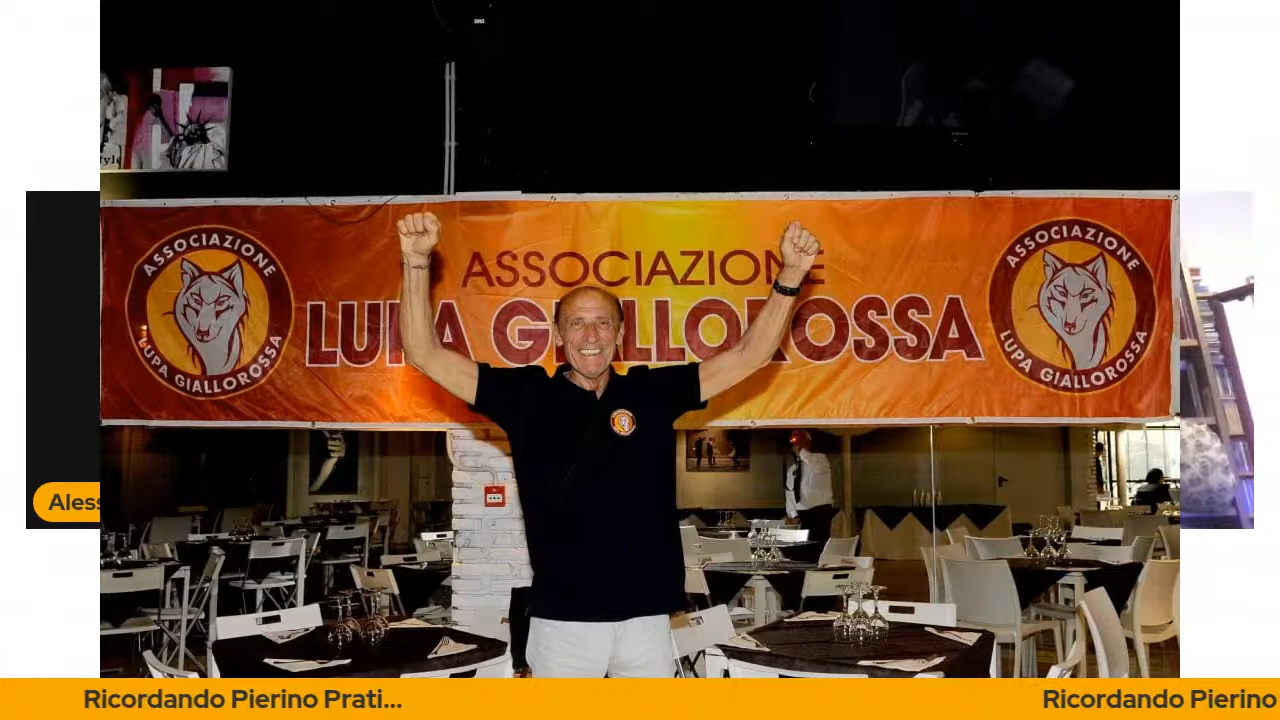 ASSOCIAZIONE
LUPA GIALLOROSSA
ASSOCIAZIONE
LUPA GIALLOROSSA
ASSOCIAZIONE
LUPA GIALLOROSSA
Aless
Ricordando Pierino Prati...
Ricordando Pierino